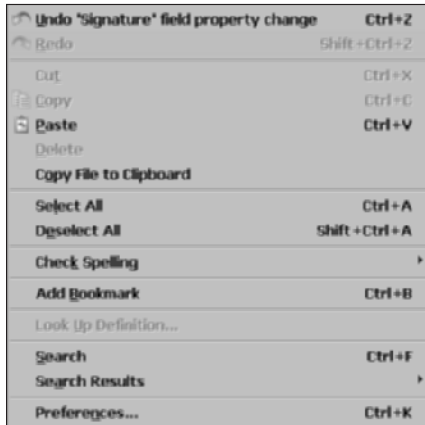 Undo "Signature" field property change Ctrl+Z
Redo Shift+Ctrl+Z
Cut Ctrl+X
Copy Ctrl+C
Paste Ctrl+V
Delete
Copy File to Clipboard
Select All Ctrl+A
Deselect All Shift+Ctrl+A
Check Spelling
Add Bookmark Ctrl+B
Look Up Definition...
Search Ctrl+F
Search Results
Preferences... Ctrl+K